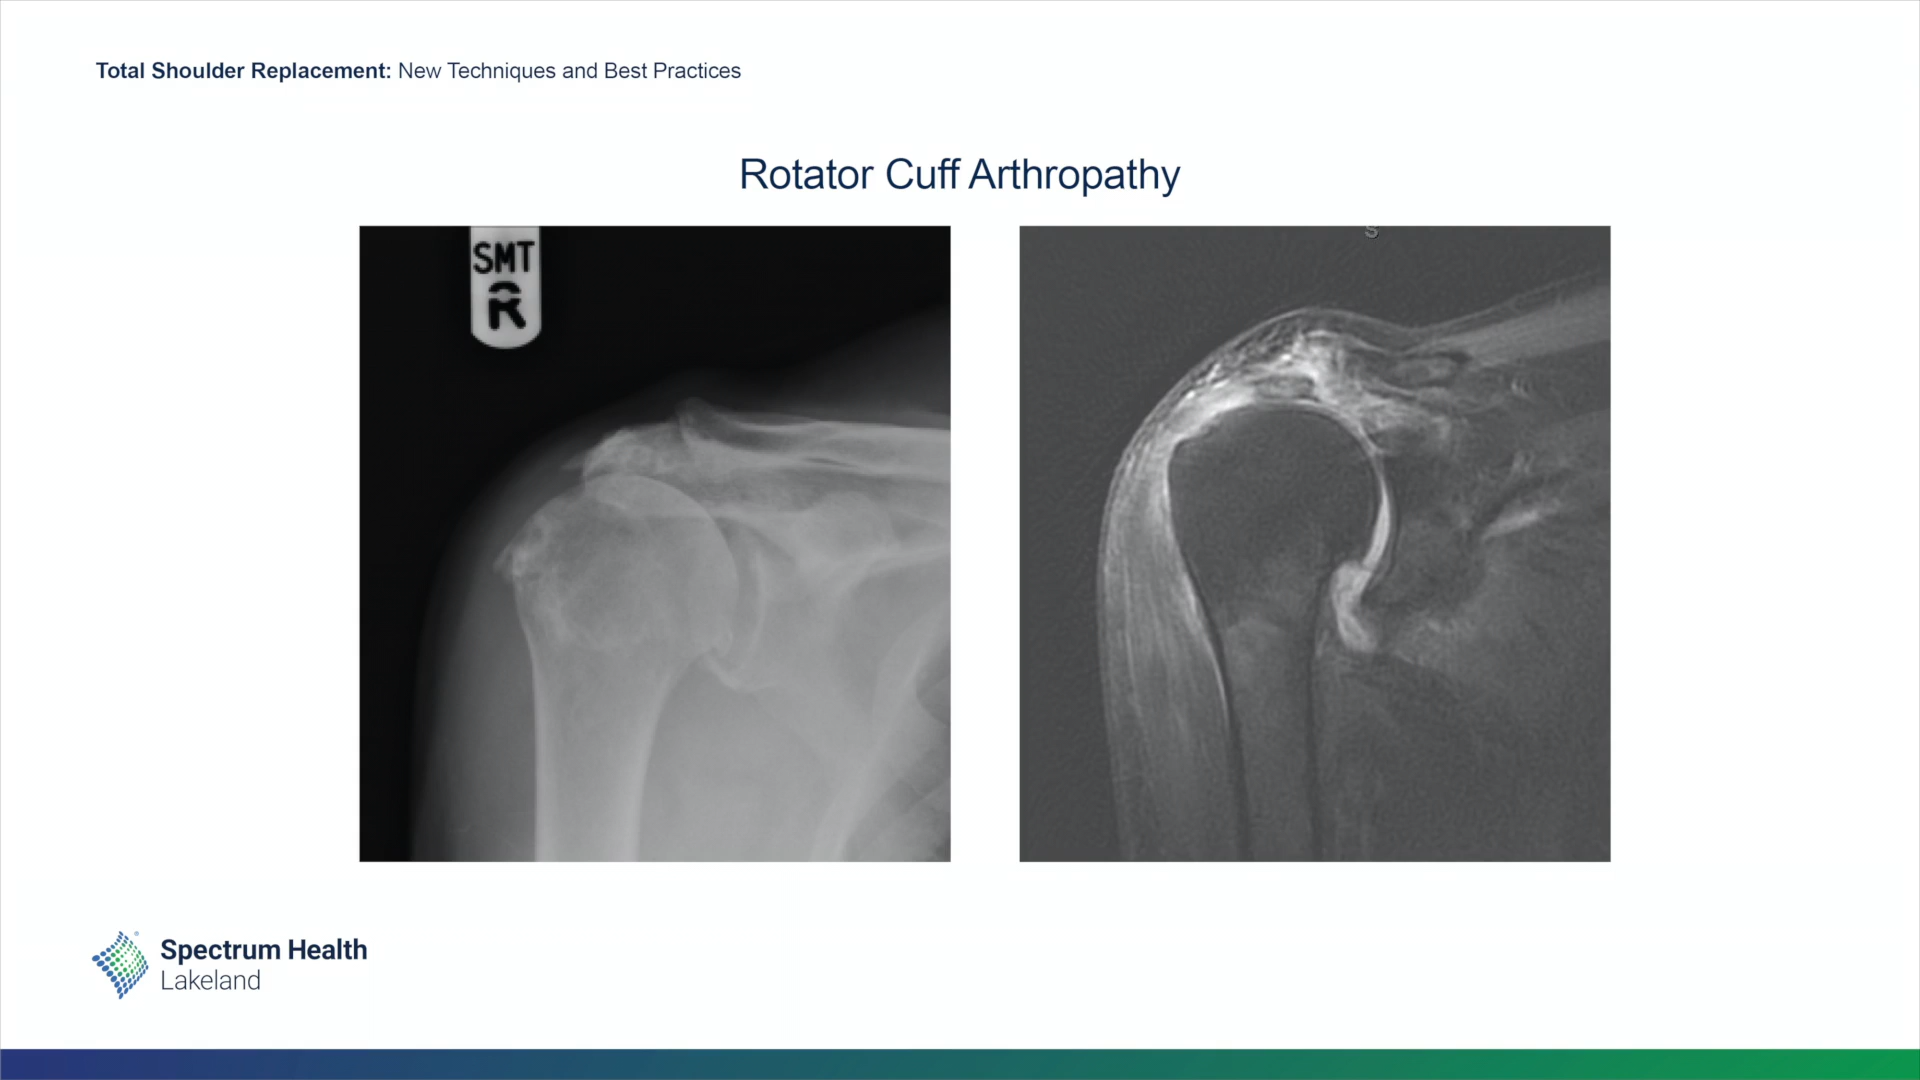 Total Shoulder Replacement: New Techniques and Best Practices
Rotator Cuff Arthropathy
SMT
R
S
Spectrum Health
Lakeland